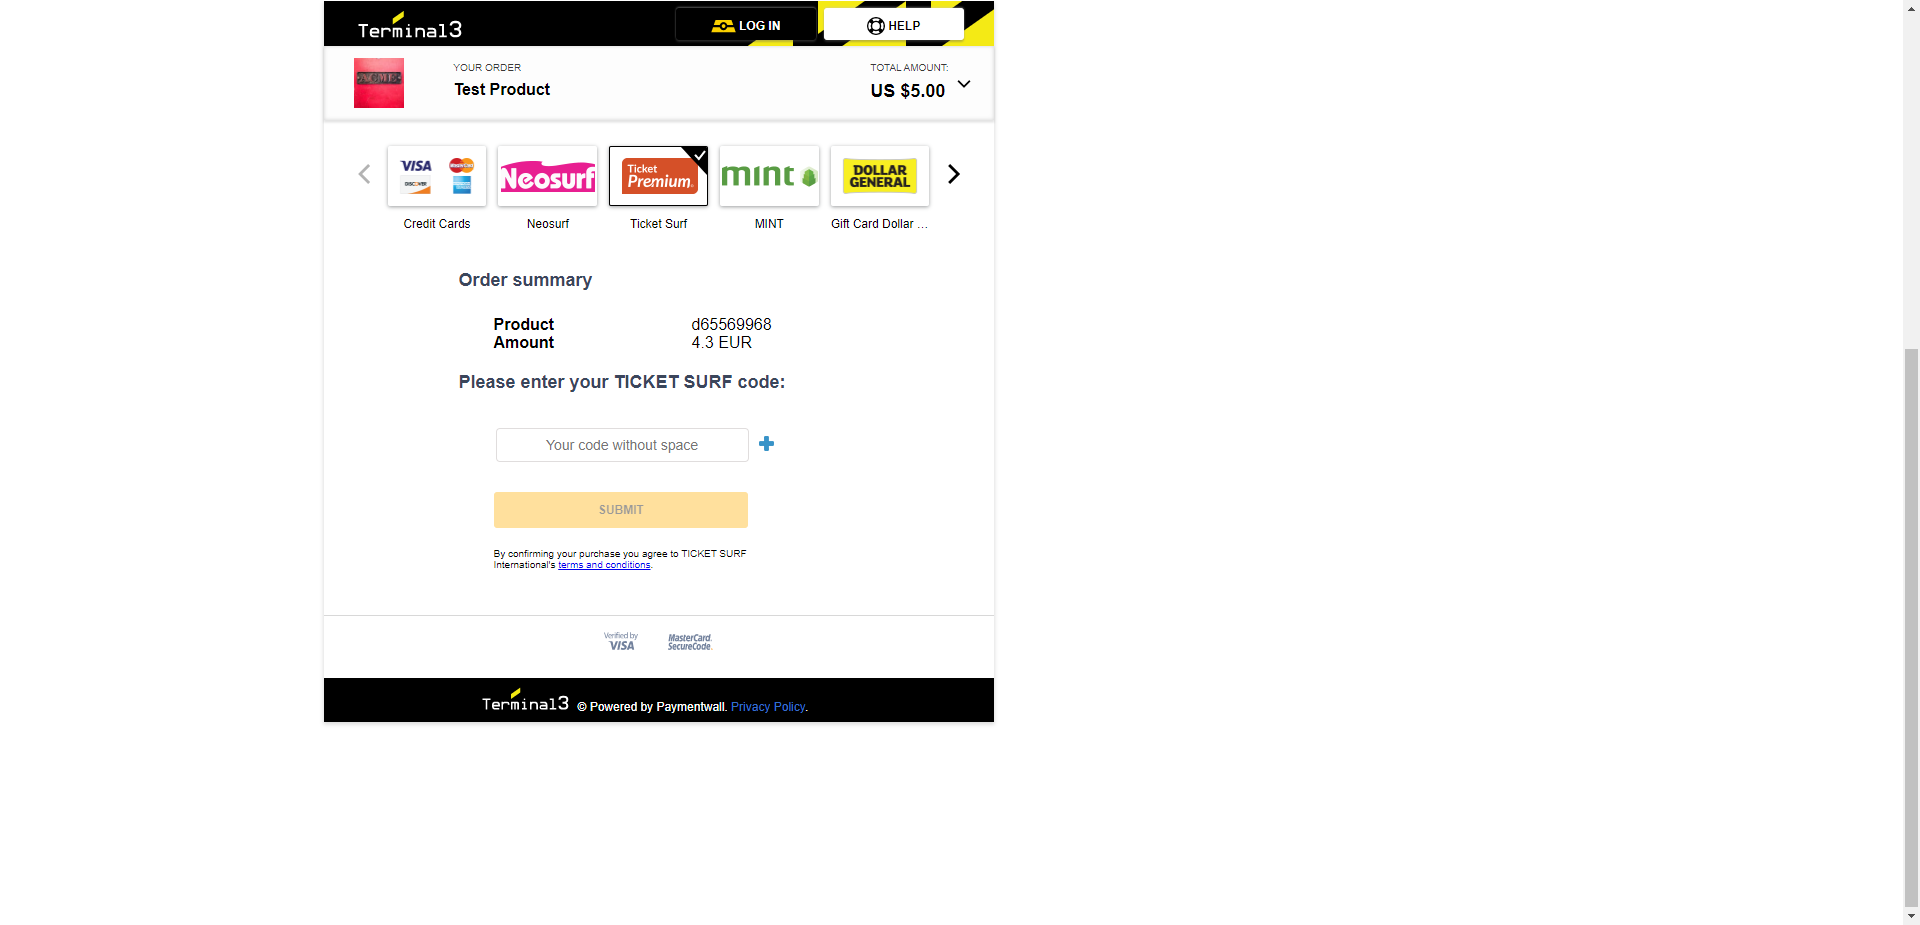 Terminal3
LOG IN
HELP
YOUR ORDER
Test Product
TOTAL AMOUNT:
US $5.00
VISA
MasterCard
DISCOVER
Neosurf
Ticket
Premium
mint
DOLLAR
GENERAL
Credit Cards
Neosurf
Ticket Surf
MINT
Gift Card Dollar ...
Order summary
Product d65569968
Amount 4.3 EUR
Please enter your TICKET SURF code:
Your code without space
SUBMIT
By confirming your purchase you agree to TICKET SURF
International's terms and conditions.
Verified by
VISA
MasterCard.
SecureCode.
Terminal3 © Powered by Paymentwall. Privacy Policy.